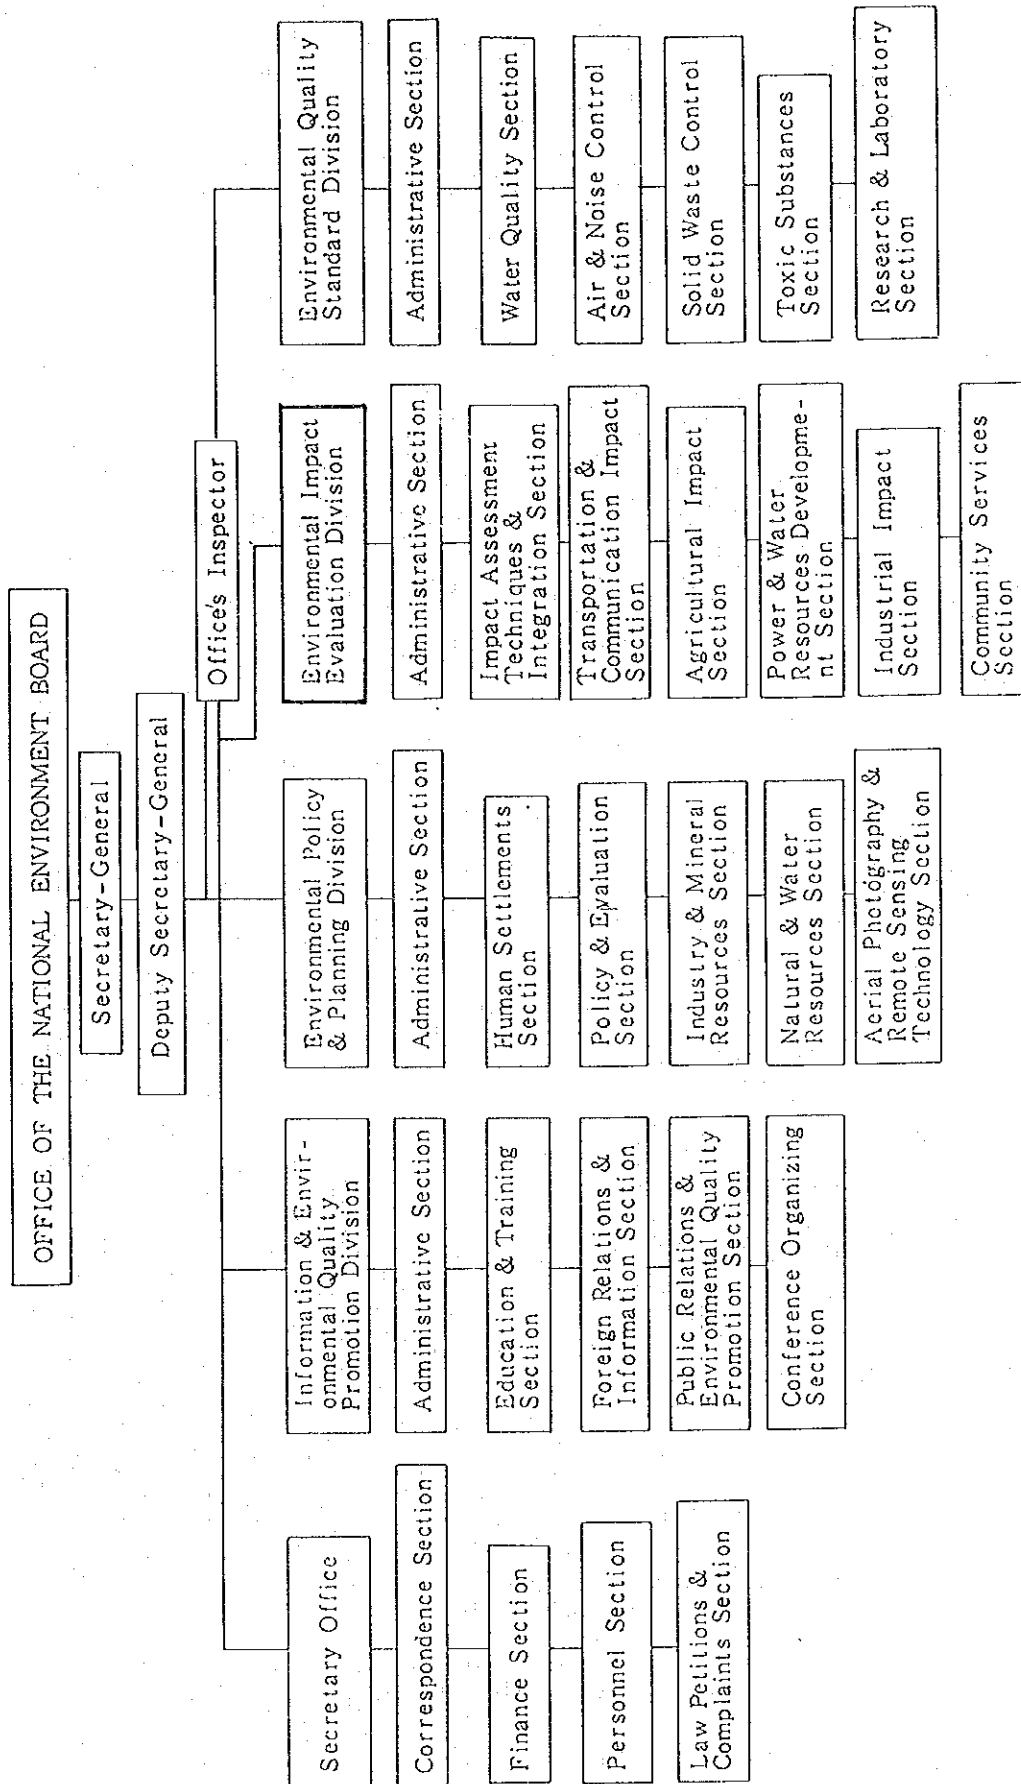 OFFICE OF THE NATIONAL ENVIRONMENT BOARD
Secretary-General
Deputy Secretary-General
Office's Inspector
Secretary Office
Correspondence Section
Finance Section
Personnel Section
Law Petitions &
Complaints Section
Information & Envir-
onmental Quality
Promotion Division
Administrative Section
Education & Training
Section
Foreign Relations &
Information Section
Public Relations &
Environmental Quality
Promotion Section
Conference Organizing
Section
Environmental Policy
& Planning Division
Administrative Section
Human Settlements
Section
Policy & Evaluation
Section
Industry & Mineral
Resources Section
Natural & Water
Resources Section
Aerial Photography &
Remote Sensing
Technology Section
Environmental Impact
Evaluation Division
Administrative Section
Impact Assessment
Techniques &
Integration Section
Transportation &
Communication Impact
Section
Agricultural Impact
Section
Power & Water
Resources Developme-
nt Section
Industrial Impact
Section
Community Services
Section
Environmental Quality
Standard Division
Administrative Section
Water Quality Section
Air & Noise Control
Section
Solid Waste Control
Section
Toxic Substances
Section
Research & Laboratory
Section